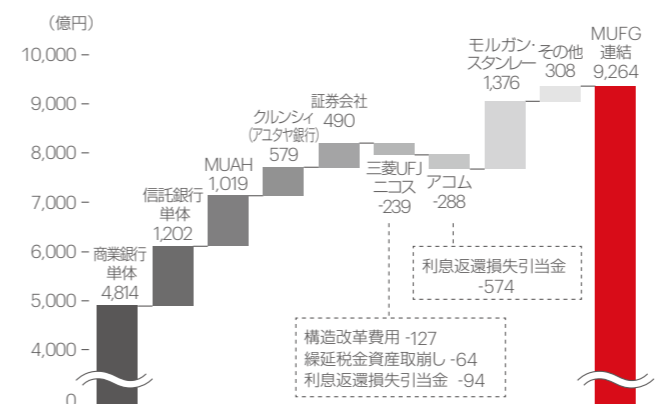 （億円）
10,000
9,000
8,000
7,000
6,000
5,000
4,000
0
商業銀行
単体
4,814
信託銀行
単体
1,202
MUAH
1,019
クルンシィ
（アユタヤ銀行）
579
証券会社
490
三菱UFJ
ニコス
-239
アコム
-288
モルガン・
スタンレー
1,376
その他
308
MUFG
連結
9,264
利息返還損失引当金
-574
構造改革費用 -127
繰延税金資産取崩し -64
利息返還損失引当金 -94